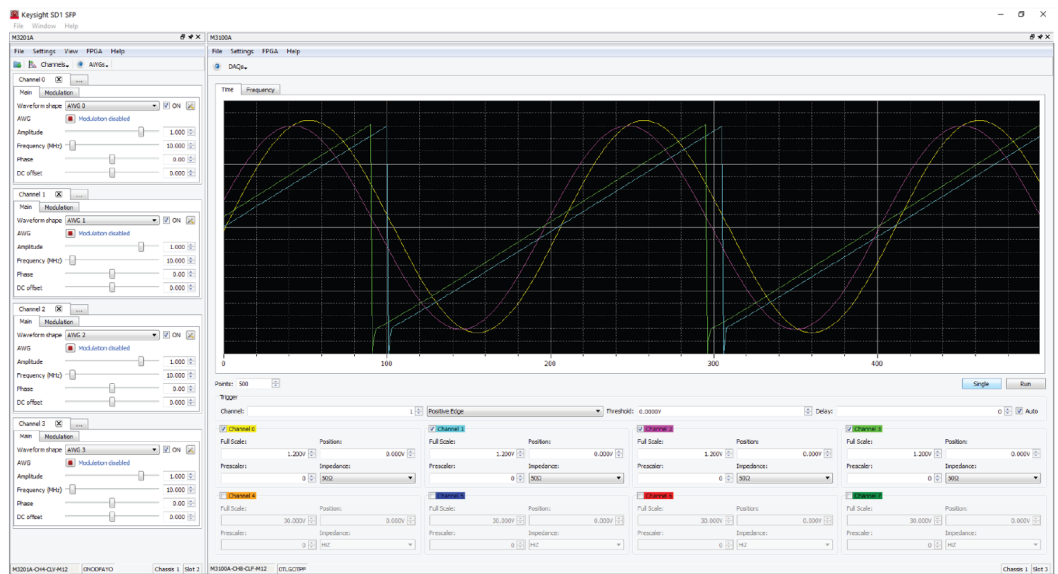 Keysight SD1 SFP
File Window Help
M3201A
File Settings View FPGA Help
Channels AWGs
Channel 0 ...
Main Modulation
Waveform shape AWG 0 ON
AWG Modulation disabled
Amplitude 1.000
Frequency (MHz) 10.000
Phase 0.00
DC offset 0.000
Channel 1 ...
Main Modulation
Waveform shape AWG 1 ON
AWG Modulation disabled
Amplitude 1.000
Frequency (MHz) 10.000
Phase 0.00
DC offset 0.000
Channel 2 ...
Main Modulation
Waveform shape AWG 2 ON
AWG Modulation disabled
Amplitude 1.000
Frequency (MHz) 10.000
Phase 0.00
DC offset 0.000
Channel 3 ...
Main Modulation
Waveform shape AWG 3 ON
AWG Modulation disabled
Amplitude 1.000
Frequency (MHz) 10.000
Phase 0.00
DC offset 0.000
M3201A-CH4-CLV-M12 Chassis 1 Slot 2
M3100A
File Settings FPGA Help
DAQs
Time Frequency
0 100 200 300 400
Points: 500 Single Run
Trigger
Channel: 1 Positive Edge Threshold: 0.0000V Delay: 0 Auto
Channel 0 Channel 1 Channel 2 Channel 3
Full Scale: Position: Full Scale: Position: Full Scale: Position: Full Scale: Position:
1.200V 0.000V 1.200V 0.000V 1.200V 0.000V 1.200V 0.000V
Prescaler: Impedance: Prescaler: Impedance: Prescaler: Impedance: Prescaler: Impedance:
0 50Ω 0 50Ω 0 50Ω 0 50Ω
Channel 4 Channel 5 Channel 6 Channel 7
Full Scale: Position: Full Scale: Position: Full Scale: Position: Full Scale: Position:
30.000V 0.000V 30.000V 0.000V 30.000V 0.000V 30.000V 0.000V
Prescaler: Impedance: Prescaler: Impedance: Prescaler: Impedance: Prescaler: Impedance:
0 HiZ 0 HiZ 0 HiZ 0 HiZ
M3100A-CH8-CLF-M12 Chassis 1 Slot 3